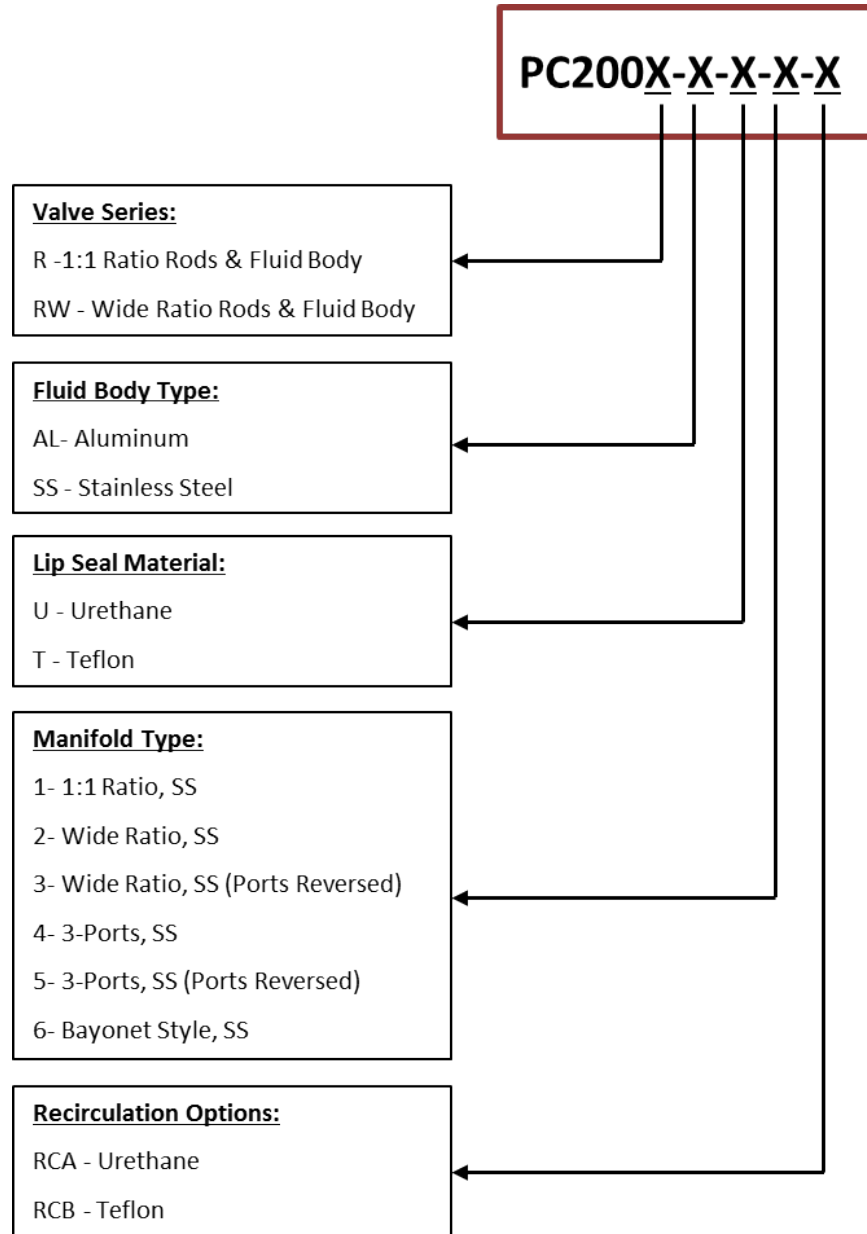 PC200X-X-X-X-X
Valve Series:
R -1:1 Ratio Rods & Fluid Body
RW - Wide Ratio Rods & Fluid Body
Fluid Body Type:
AL- Aluminum
SS - Stainless Steel
Lip Seal Material:
U - Urethane
T - Teflon
Manifold Type:
1- 1:1 Ratio, SS
2- Wide Ratio, SS
3- Wide Ratio, SS (Ports Reversed)
4- 3-Ports, SS
5- 3-Ports, SS (Ports Reversed)
6- Bayonet Style, SS
Recirculation Options:
RCA - Urethane
RCB - Teflon